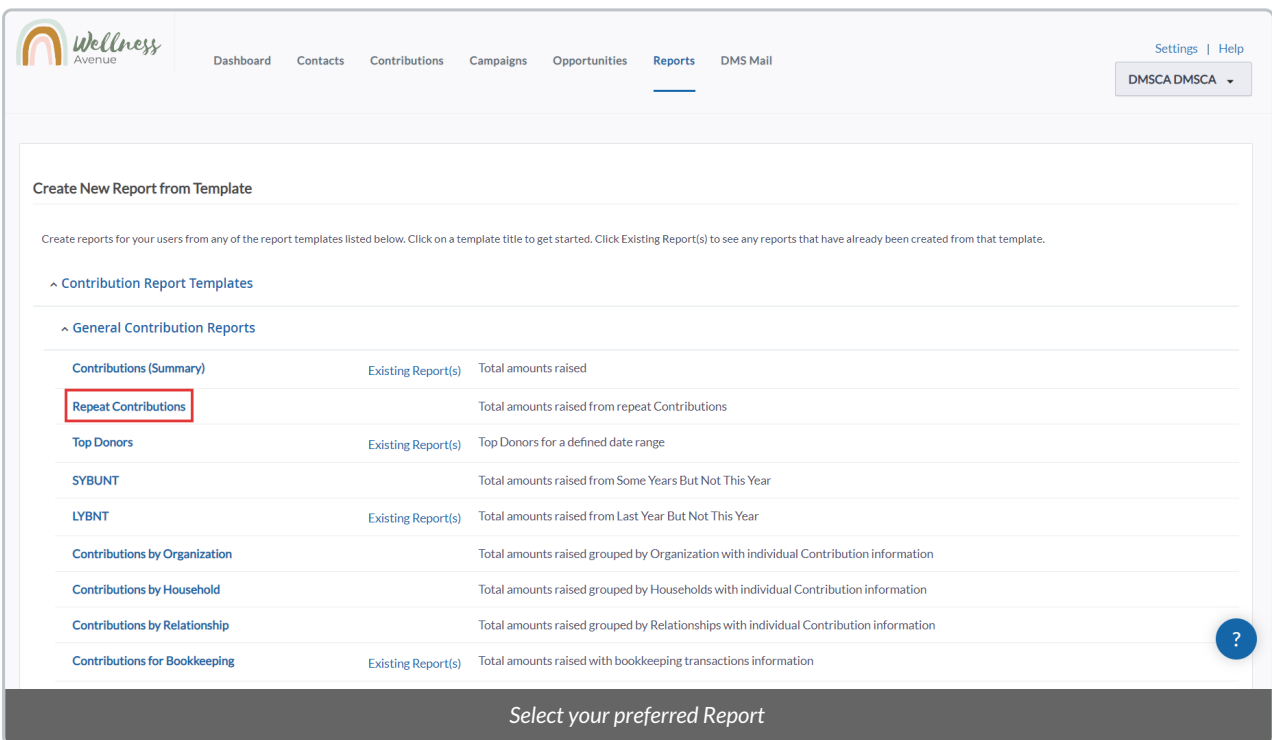 Wellness
Avenue
Dashboard Contacts Contributions Campaigns Opportunities Reports DMS Mail
Settings | Help
DMSCA DMSCA
Create New Report from Template
Create reports for your users from any of the report templates listed below. Click on a template title to get started. Click Existing Report(s) to see any reports that have already been created from that template.
Contribution Report Templates
General Contribution Reports
Contributions (Summary) Existing Report(s) Total amounts raised
Repeat Contributions Total amounts raised from repeat Contributions
Top Donors Existing Report(s) Top Donors for a defined date range
SYBUNT Total amounts raised from Some Years But Not This Year
LYBNT Existing Report(s) Total amounts raised from Last Year But Not This Year
Contributions by Organization Total amounts raised grouped by Organization with individual Contribution information
Contributions by Household Total amounts raised grouped by Households with individual Contribution information
Contributions by Relationship Total amounts raised grouped by Relationships with individual Contribution information
?
Contributions for Bookkeeping Existing Report(s) Total amounts raised with bookkeeping transactions information
Select your preferred Report